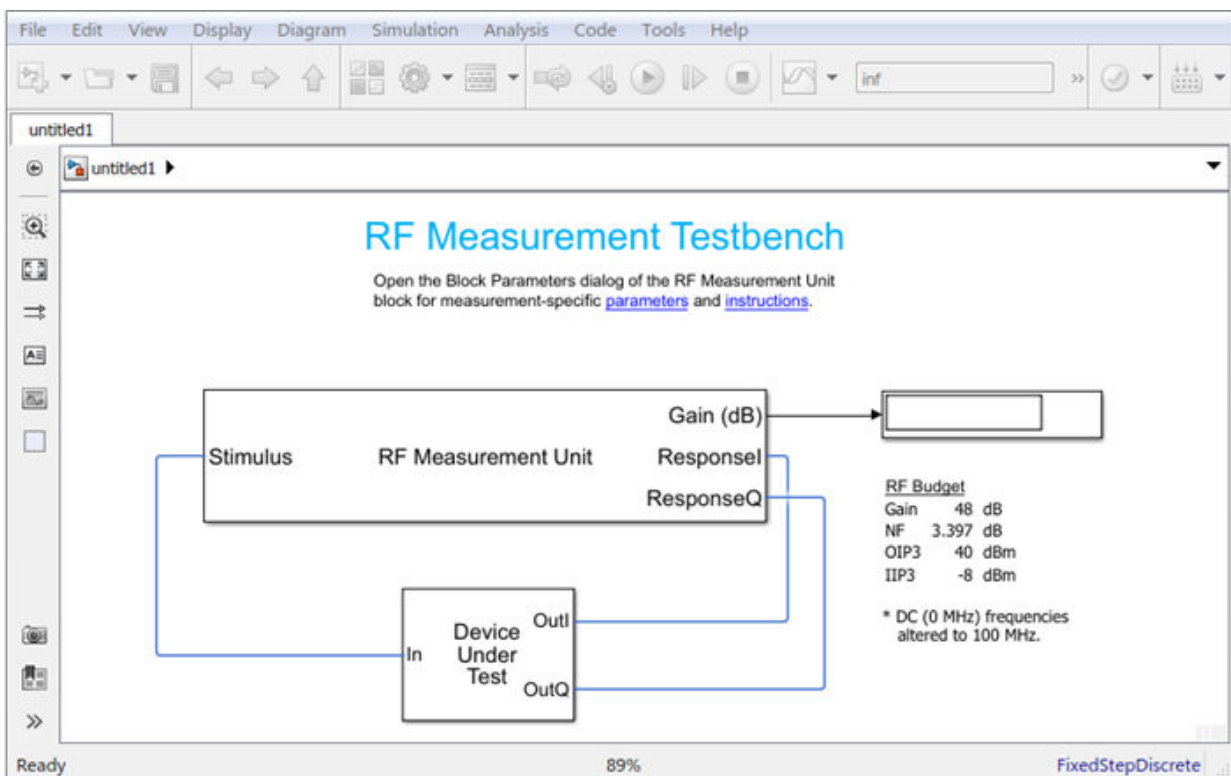 File Edit View Display Diagram Simulation Analysis Code Tools Help
inf
untitled1
untitled1
RF Measurement Testbench
Open the Block Parameters dialog of the RF Measurement Unit
block for measurement-specific parameters and instructions.
Gain (dB)
Stimulus RF Measurement Unit ResponseI
ResponseQ
RF Budget
Gain 48 dB
NF 3.397 dB
OIP3 40 dBm
IIP3 -8 dBm
* DC (0 MHz) frequencies
altered to 100 MHz.
OutI
Device
In Under
Test
OutQ
Ready 89% FixedStepDiscrete